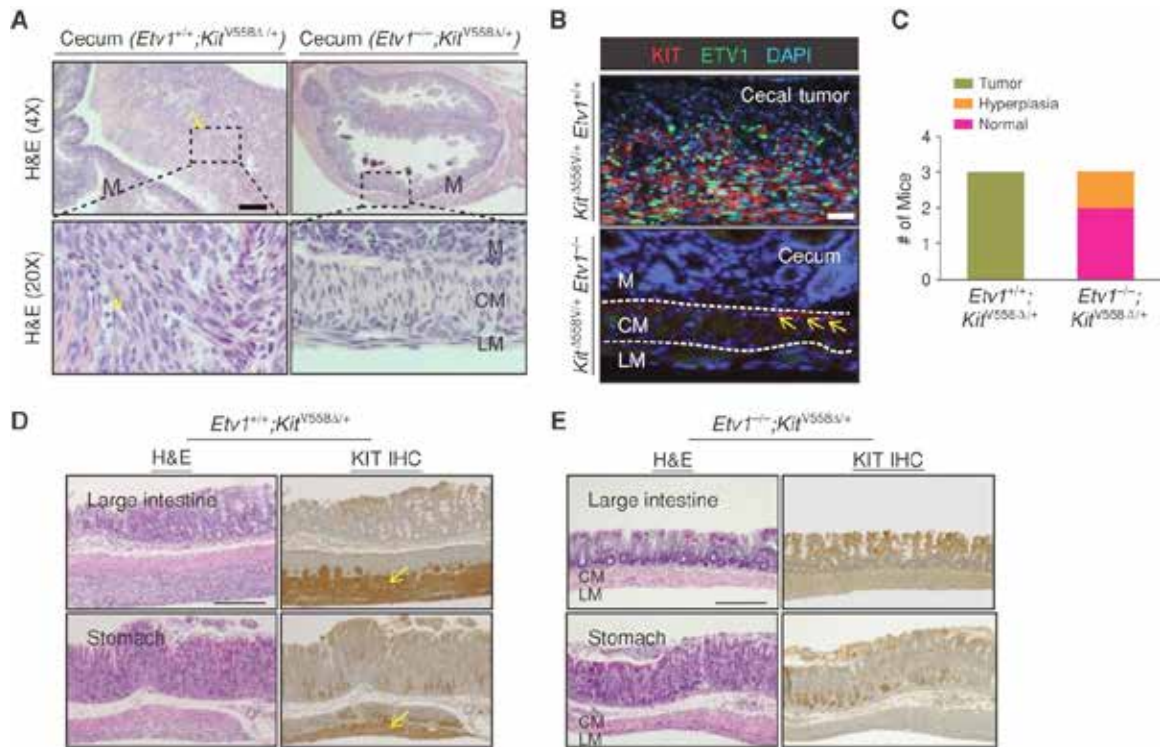 A
Cecum (Etv1+/+;KitV558Δ/+)
Cecum (Etv1−/−;KitV558Δ/+)
H&E (4X)
M
M
H&E (20X)
M
CM
LM
B
KIT ETV1 DAPI
KitΔ558V/+ Etv1+/+
Cecal tumor
KitΔ558V/+ Etv1−/−
Cecum
M
CM
LM
C
Tumor
Hyperplasia
Normal
# of Mice
4
3
2
1
0
Etv1+/+;
KitV558Δ/+
Etv1−/−;
KitV558Δ/+
D
Etv1+/+;KitV558Δ/+
H&E
KIT IHC
Large intestine
Stomach
E
Etv1−/−;KitV558Δ/+
H&E
KIT IHC
Large intestine
CM
LM
Stomach
CM
LM